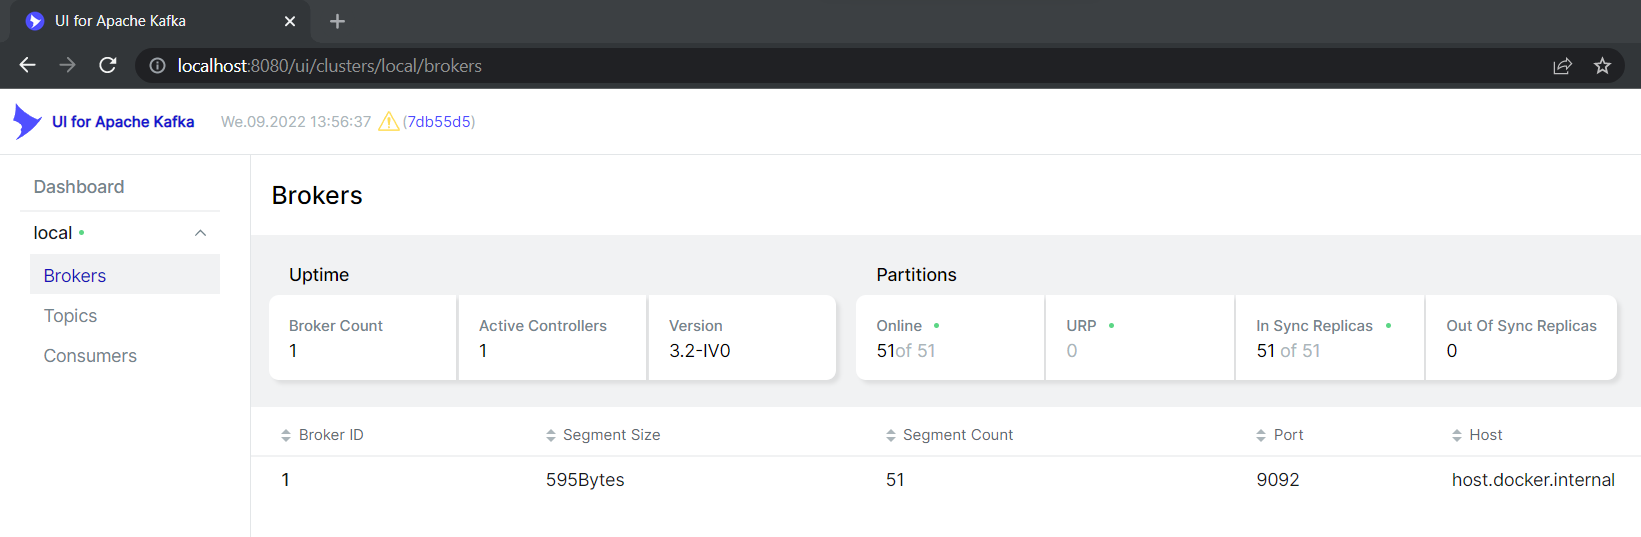 UI for Apache Kafka
localhost:8080/ui/clusters/local/brokers
UI for Apache Kafka We.09.2022 13:56:37 (7db55d5)
Dashboard
local
Brokers
Topics
Consumers
Brokers
Uptime
Broker Count
1
Active Controllers
1
Version
3.2-IV0
Partitions
Online
51of 51
URP
0
In Sync Replicas
51 of 51
Out Of Sync Replicas
0
Broker ID Segment Size Segment Count Port Host
1 595Bytes 51 9092 host.docker.internal